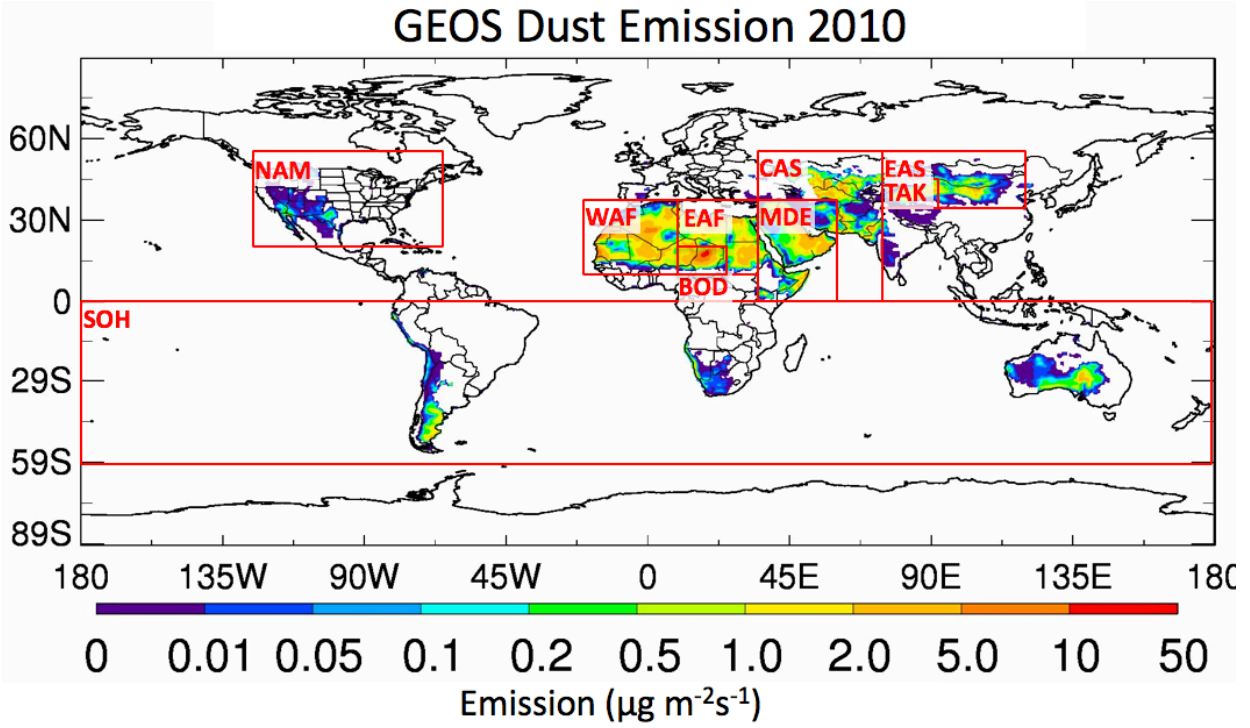 GEOS Dust Emission 2010
60N
30N
0
29S
59S
89S
NAM
CAS
EAS
TAK
WAF
EAF
MDE
BOD
SOH
180 135W 90W 45W 0 45E 90E 135E 180
0 0.01 0.05 0.1 0.2 0.5 1.0 2.0 5.0 10 50
Emission (µg m⁻²s⁻¹)